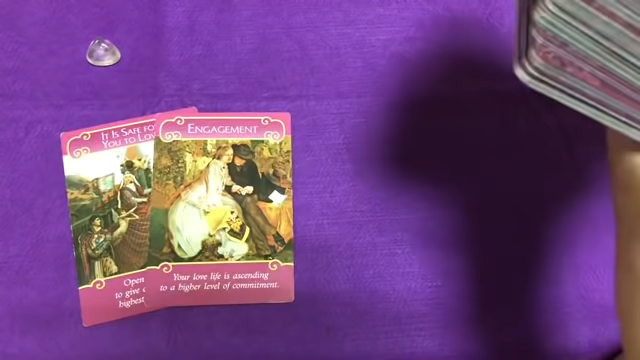 IT IS SAFE FO
YOU TO LOV
Open
to give
highest
ENGAGEMENT
Your love life is ascending
to a higher level of commitment.